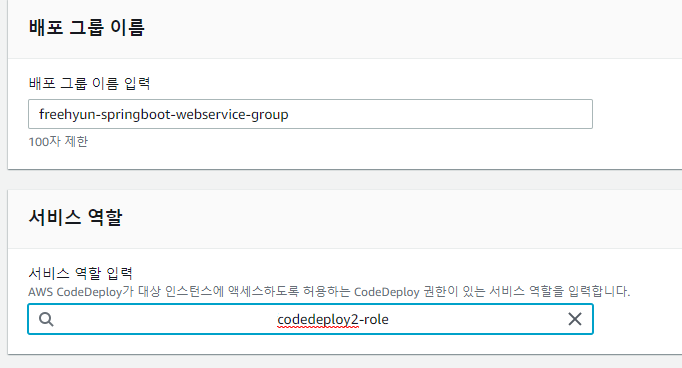 배포 그룹 이름
배포 그룹 이름 입력
freehyun-springboot-webservice-group
100자 제한
서비스 역할
서비스 역할 입력
AWS CodeDeploy가 대상 인스턴스에 액세스하도록 허용하는 CodeDeploy 권한이 있는 서비스 역할을 입력합니다.
codedeploy2-role